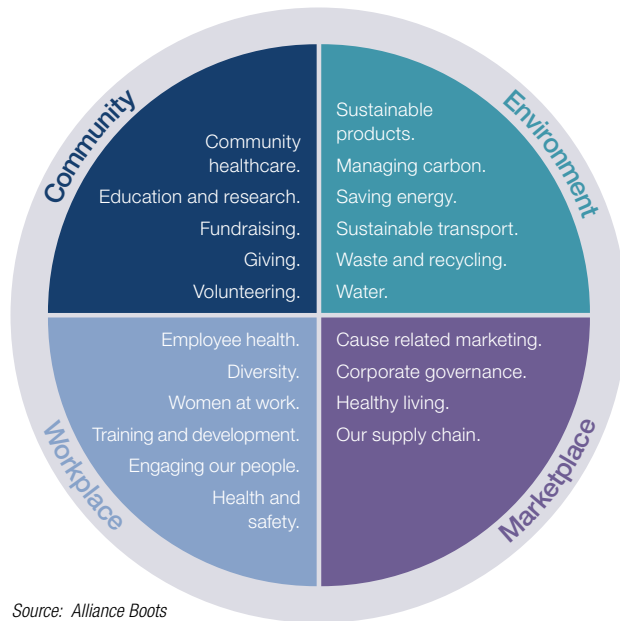 Community
Community
healthcare.
Education and research.
Fundraising.
Giving.
Volunteering.
Environment
Sustainable
products.
Managing carbon.
Saving energy.
Sustainable transport.
Waste and recycling.
Water.
Workplace
Employee health.
Diversity.
Women at work.
Training and development.
Engaging our people.
Health and
safety.
Marketplace
Cause related marketing.
Corporate governance.
Healthy living.
Our supply chain.
Source: Alliance Boots